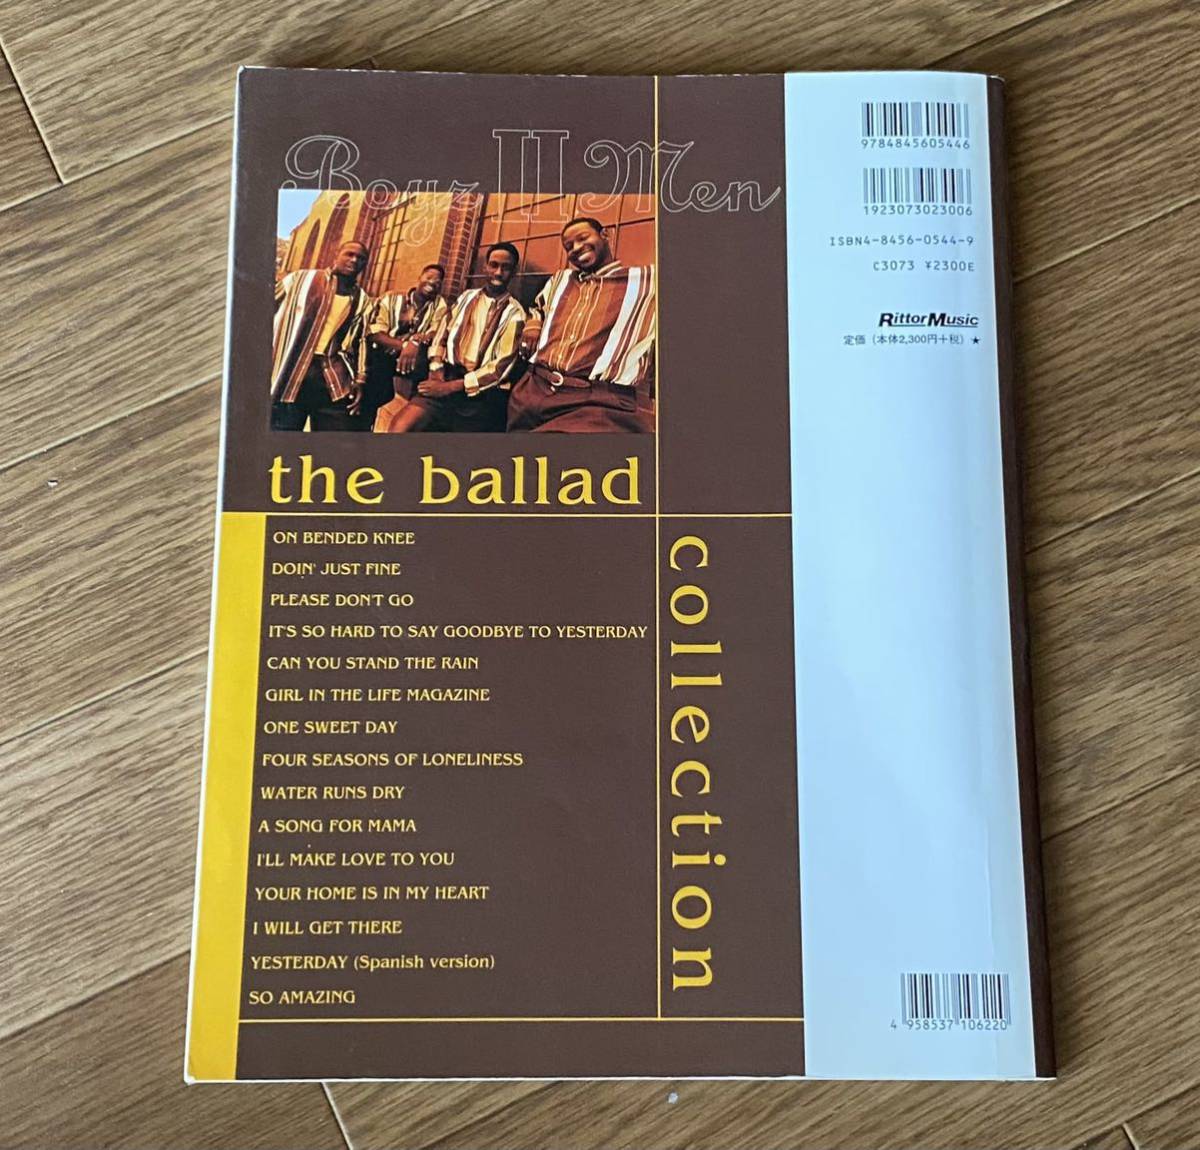 Boyz II Men
the ballad
collection
ON BENDED KNEE
DOIN' JUST FINE
PLEASE DON'T GO
IT'S SO HARD TO SAY GOODBYE TO YESTERDAY
CAN YOU STAND THE RAIN
GIRL IN THE LIFE MAGAZINE
ONE SWEET DAY
FOUR SEASONS OF LONELINESS
WATER RUNS DRY
A SONG FOR MAMA
I'LL MAKE LOVE TO YOU
YOUR HOME IS IN MY HEART
I WILL GET THERE
YESTERDAY (Spanish version)
SO AMAZING
9784845605446
1923073023006
ISBN4-8456-0544-9
C3073 ¥2300E
RittorMusic
定価(本体2,300円+税)★
4 958537 106220